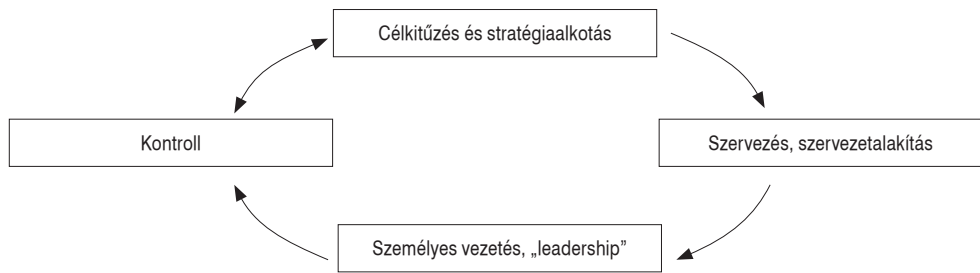 Célkitűzés és stratégiaalkotás
Kontroll
Szervezés, szervezetalakítás
Személyes vezetés, „leadership”